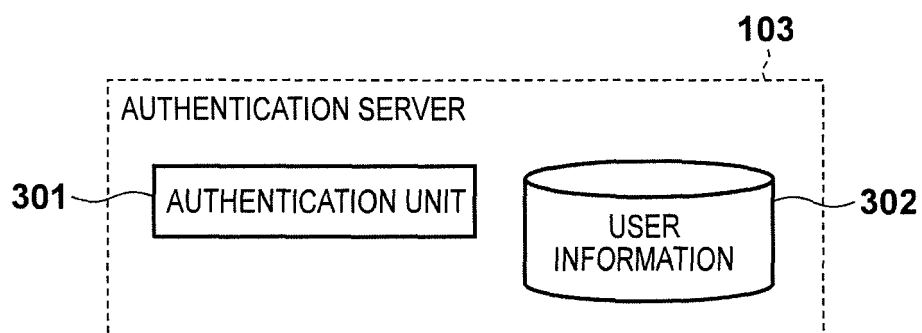 103
AUTHENTICATION SERVER
301
AUTHENTICATION UNIT
USER
INFORMATION
302